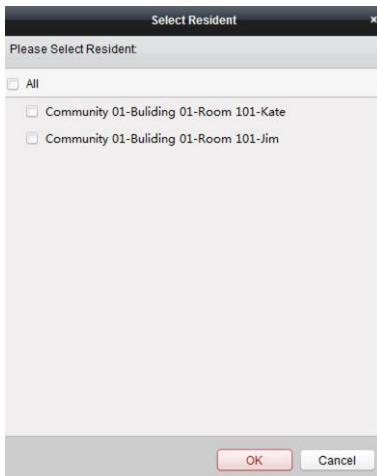 Select Resident
×
Please Select Resident:
All
Community 01-Buliding 01-Room 101-Kate
Community 01-Buliding 01-Room 101-Jim
OK Cancel